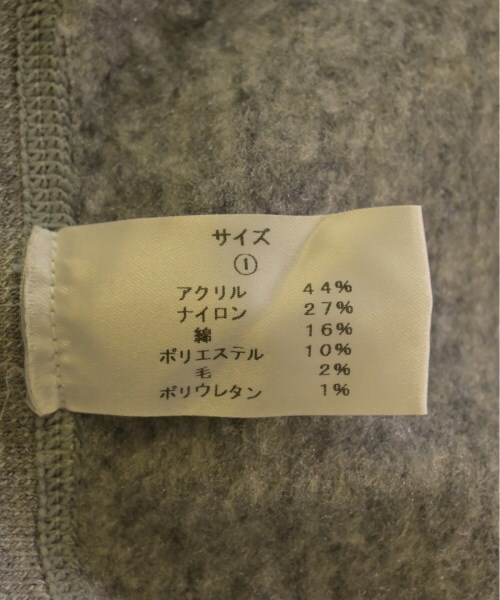 サイズ
①
アクリル 44%
ナイロン 27%
綿 16%
ポリエステル 10%
毛 2%
ポリウレタン 1%